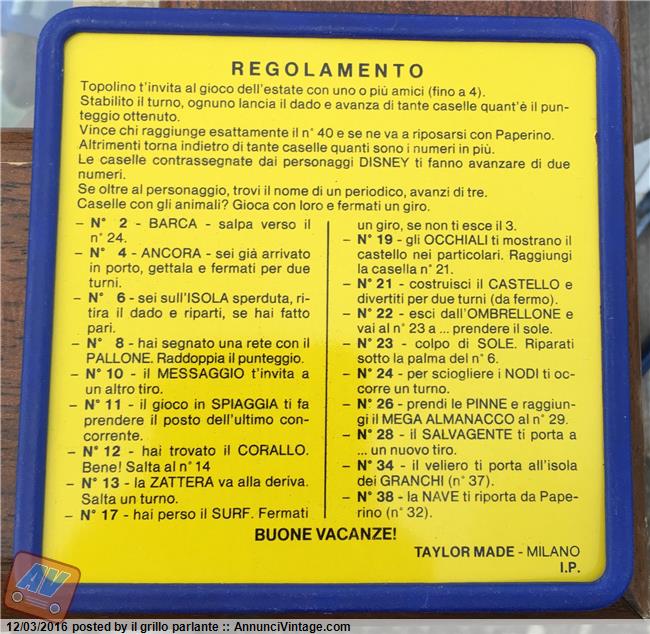 REGOLAMENTO
Topolino t'invita al gioco dell'estate con uno o più amici (fino a 4).
Stabilito il turno, ognuno lancia il dado e avanza di tante caselle quant'è il pun-
teggio ottenuto.
Vince chi raggiunge esattamente il n° 40 e se ne va a riposarsi con Paperino.
Altrimenti torna indietro di tante caselle quanti sono i numeri in più.
Le caselle contrassegnate dai personaggi DISNEY ti fanno avanzare di due
numeri.
Se oltre al personaggio, trovi il nome di un periodico, avanzi di tre.
Caselle con gli animali? Gioca con loro e fermati un giro.
– N° 2 - BARCA - salpa verso il
n° 24.
– N° 4 - ANCORA - sei già arrivato
in porto, gettala e fermati per due
turni.
– N° 6 - sei sull'ISOLA sperduta, ri-
tira il dado e riparti, se hai fatto
pari.
– N° 8 - hai segnato una rete con il
PALLONE. Raddoppia il punteggio.
– N° 10 - il MESSAGGIO t'invita a
un altro tiro.
– N° 11 - il gioco in SPIAGGIA ti fa
prendere il posto dell'ultimo con-
corrente.
– N° 12 - hai trovato il CORALLO.
Bene! Salta al n° 14
– N° 13 - la ZATTERA va alla deriva.
Salta un turno.
– N° 17 - hai perso il SURF. Fermati
un giro, se non ti esce il 3.
– N° 19 - gli OCCHIALI ti mostrano il
castello nei particolari. Raggiungi
la casella n° 21.
– N° 21 - costruisci il CASTELLO e
divertiti per due turni (da fermo).
– N° 22 - esci dall'OMBRELLONE e
vai al n° 23 a ... prendere il sole.
– N° 23 - colpo di SOLE. Riparati
sotto la palma del n° 6.
– N° 24 - per sciogliere i NODI ti oc-
corre un turno.
– N° 26 - prendi le PINNE e raggiun-
gi il MEGA ALMANACCO al n° 29.
– N° 28 - il SALVAGENTE ti porta a
... un nuovo tiro.
– N° 34 - il veliero ti porta all'isola
dei GRANCHI (n° 37).
– N° 38 - la NAVE ti riporta da Pape-
rino (n° 32).
BUONE VACANZE!
TAYLOR MADE - MILANO
I.P.
AV
12/03/2016 posted by il grillo parlante :: AnnunciVintage.com